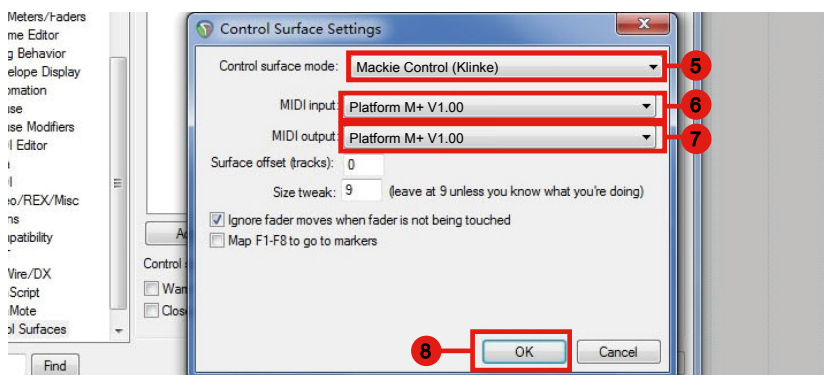 Meters/Faders
me Editor
g Behavior
elope Display
omation
se
use Modifiers
I Editor
eo/REX/Misc
ns
patibility
Wire/DX
Script
Mote
ol Surfaces
Find
Control
Warn
Clos
Control Surface Settings
Control surface mode: Mackie Control (Klinke) 5
MIDI input: Platform M+ V1.00 6
MIDI output: Platform M+ V1.00 7
Surface offset (tracks): 0
Size tweak: 9 (leave at 9 unless you know what you're doing)
Ignore fader moves when fader is not being touched
Map F1-F8 to go to markers
8 OK Cancel